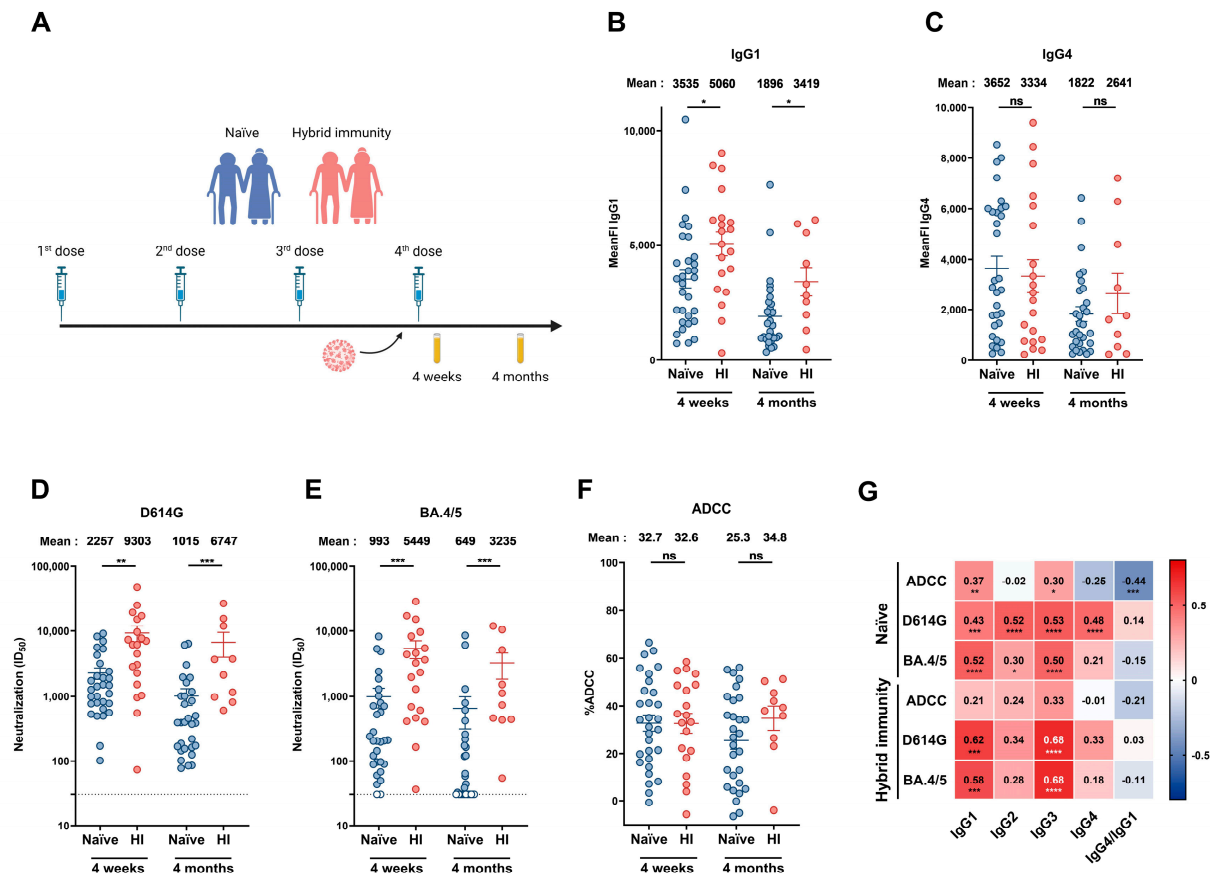 A
Naïve Hybrid immunity
1st dose 2nd dose 3rd dose 4th dose
4 weeks 4 months
B
IgG1
Mean : 3535 5060 1896 3419
* *
10,000
5,000
0
MeanFI IgG1
Naïve HI Naïve HI
4 weeks 4 months
C
IgG4
3652 3334 1822 2641
ns ns
10,000
8,000
6,000
4,000
2,000
0
MeanFI IgG4
Naïve HI Naïve HI
4 weeks 4 months
D
D614G
Mean : 2257 9303 1015 6747
** ***
100,000
10,000
1,000
100
10
Neutralization (ID50)
Naïve HI Naïve HI
4 weeks 4 months
E
BA.4/5
Mean : 993 5449 649 3235
*** ***
100,000
10,000
1,000
100
10
Neutralization (ID50)
Naïve HI Naïve HI
4 weeks 4 months
F
ADCC
Mean : 32.7 32.6 25.3 34.8
ns ns
100
80
60
40
20
0
%ADCC
Naïve HI Naïve HI
4 weeks 4 months
G
Naïve
ADCC 0.37 -0.02 0.30 -0.25 -0.44
** * ***
D614G 0.43 0.52 0.53 0.48 0.14
*** **** **** ****
BA.4/5 0.52 0.30 0.50 0.21 -0.15
**** * ****
Hybrid immunity
ADCC 0.21 0.24 0.33 -0.01 -0.21
D614G 0.62 0.34 0.68 0.33 0.03
*** ****
BA.4/5 0.58 0.28 0.68 0.18 -0.11
*** ****
IgG1 IgG2 IgG3 IgG4 IgG4/IgG1
0.5
0
-0.5